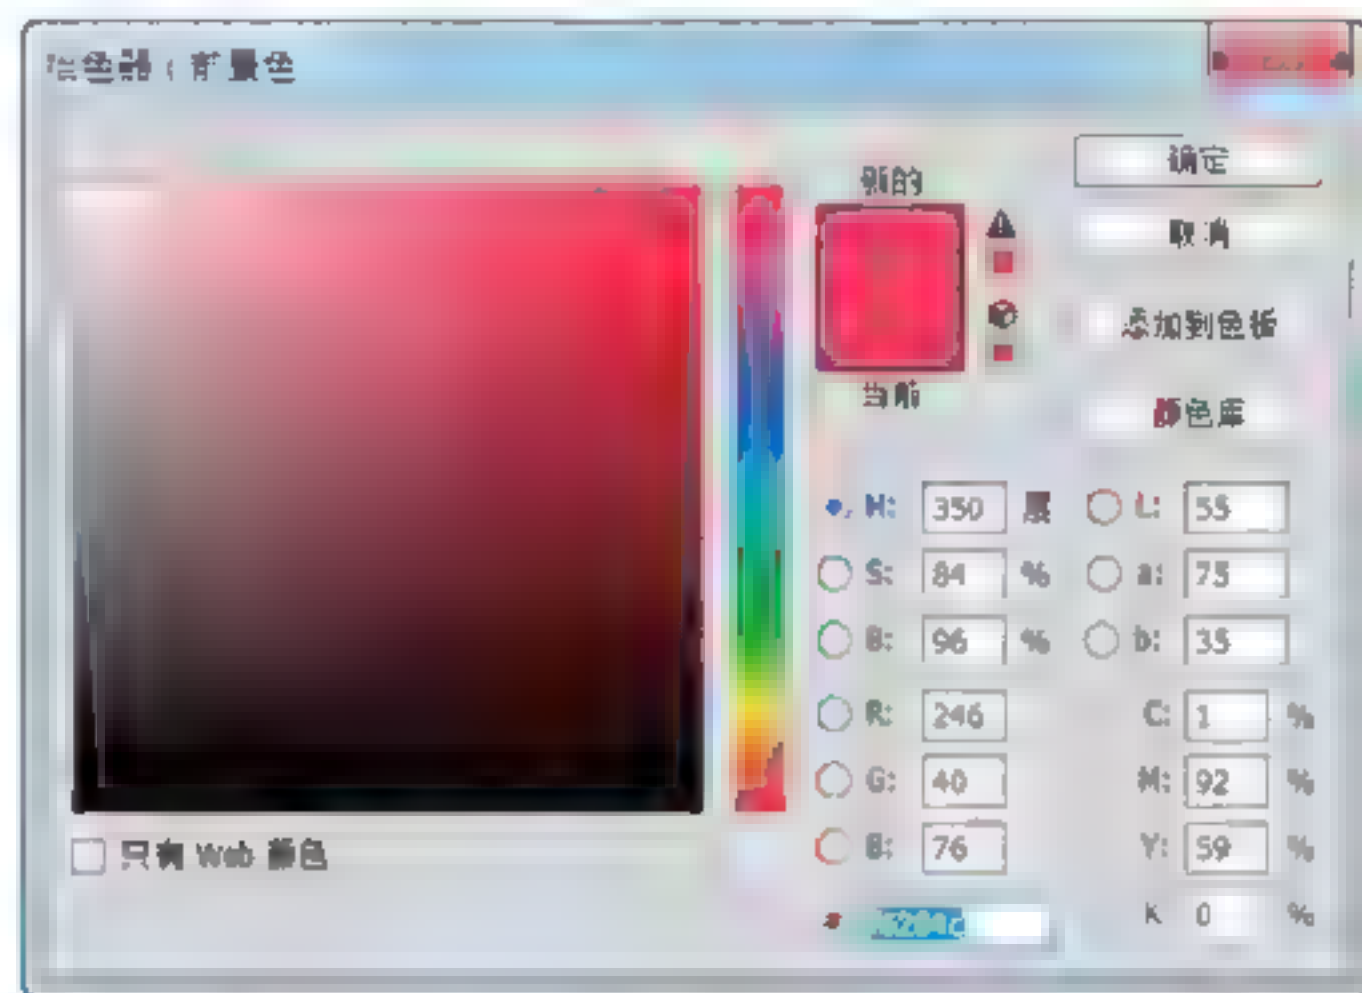 拾色器（背景色
新的
确定
取消
添加到色板
当前
颜色库
H: 350 度
L: 55
S: 84 %
a: 75
B: 96 %
b: 35
R: 246
C: 1 %
G: 40
M: 92 %
B: 76
Y: 59 %
只有 Web 颜色
# f6284c
K 0 %